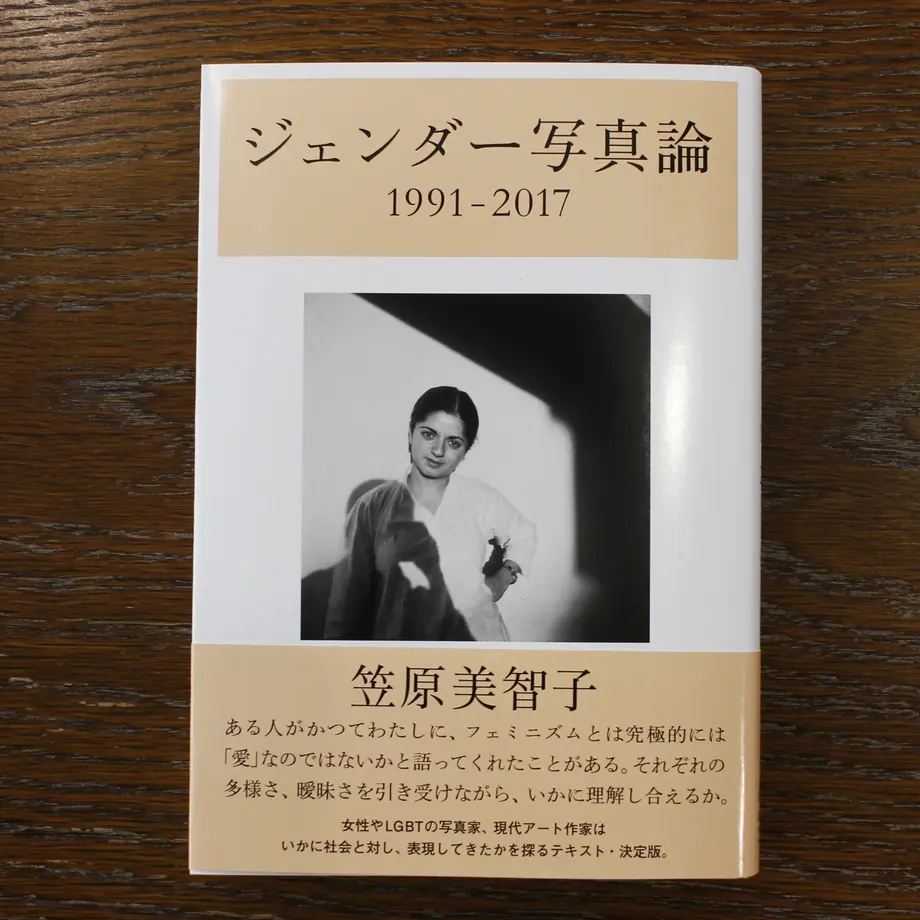 ジェンダー写真論
1991-2017
笠原美智子
ある人がかつてわたしに、フェミニズムとは究極的には
「愛」なのではないかと語ってくれたことがある。それぞれの
多様さ、曖昧さを引き受けながら、いかに理解し合えるか。
女性やLGBTの写真家、現代アート作家は
いかに社会と対し、表現してきたかを探るテキスト・決定版。